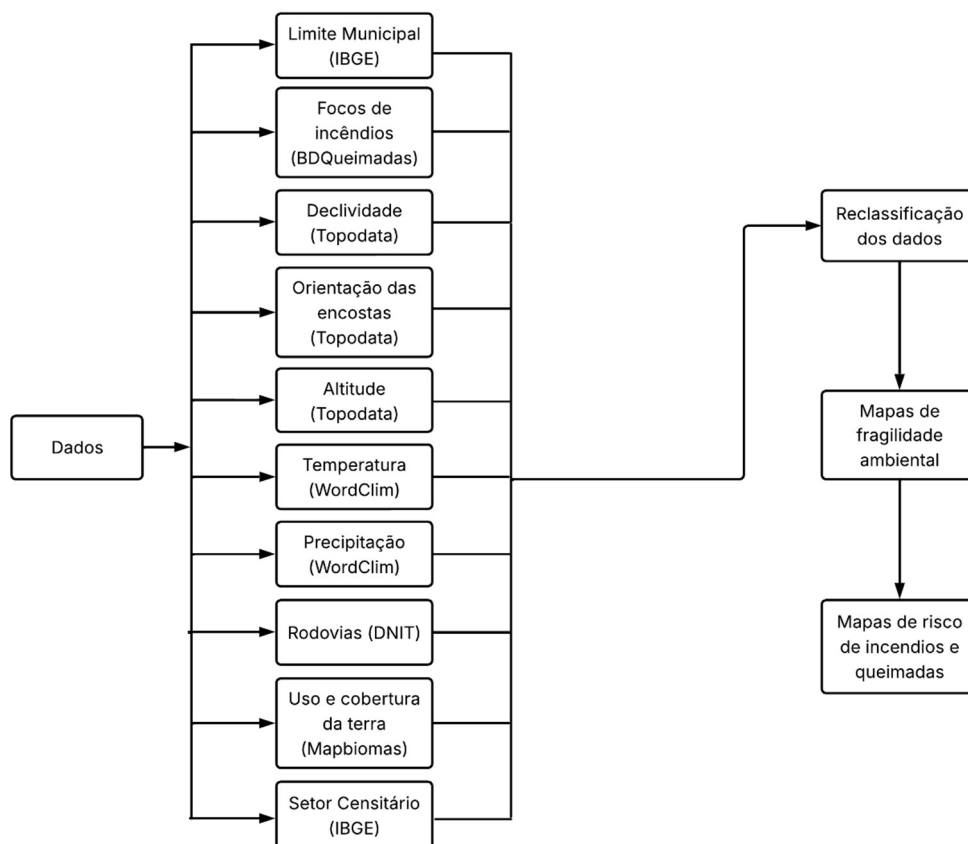 Limite Municipal
(IBGE)
Focos de
incêndios
(BDQueimadas)
Declividade
(Topodata)
Orientação das
encostas
(Topodata)
Altitude
(Topodata)
Dados
Temperatura
(WordClim)
Precipitação
(WordClim)
Rodovias (DNIT)
Uso e cobertura
da terra
(Mapbiomas)
Setor Censitário
(IBGE)
Reclassificação
dos dados
Mapas de
fragilidade
ambiental
Mapas de risco
de incendios e
queimadas